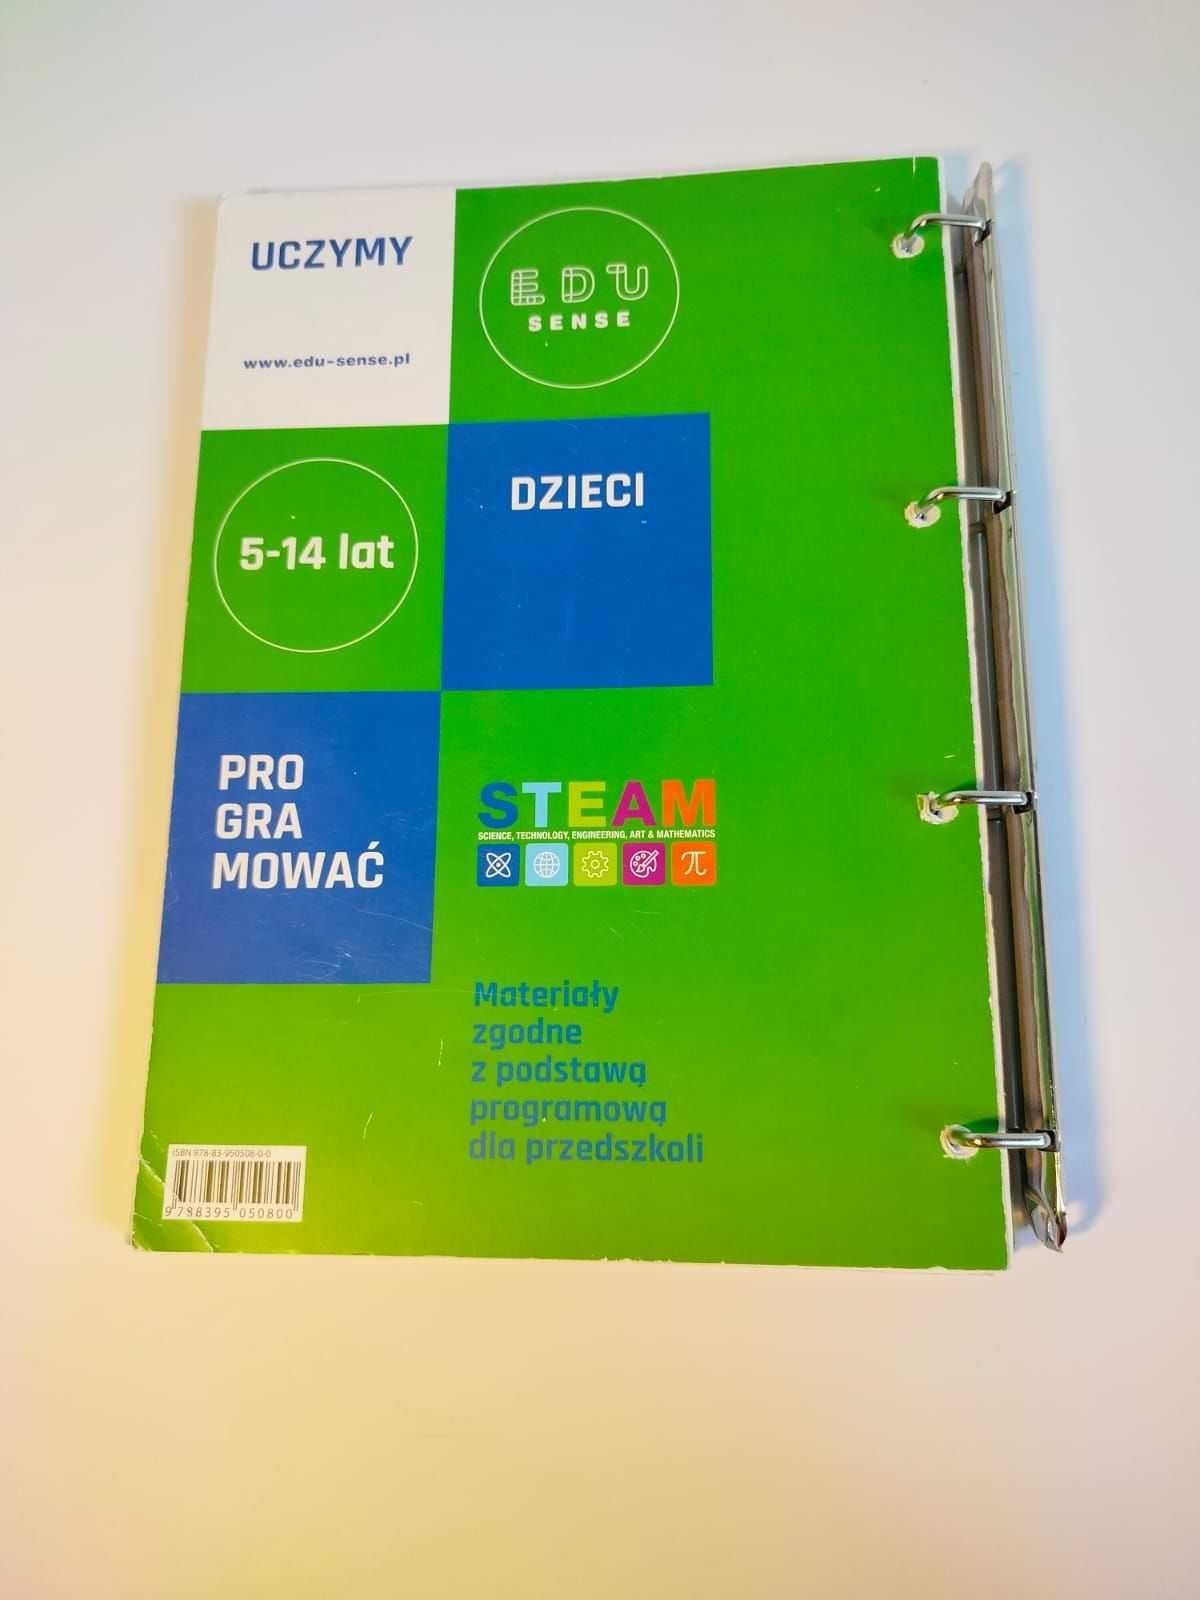 UCZYMY
www.edu-sense.pl
EDU
SENSE
5-14 lat
DZIECI
PRO
GRA
MOWAĆ
STEAM
SCIENCE, TECHNOLOGY, ENGINEERING, ART & MATHEMATICS
π
Materiały
zgodne
z podstawą
programową
dla przedszkoli
ISBN 978-83-950508-0-0
9 788395 050800